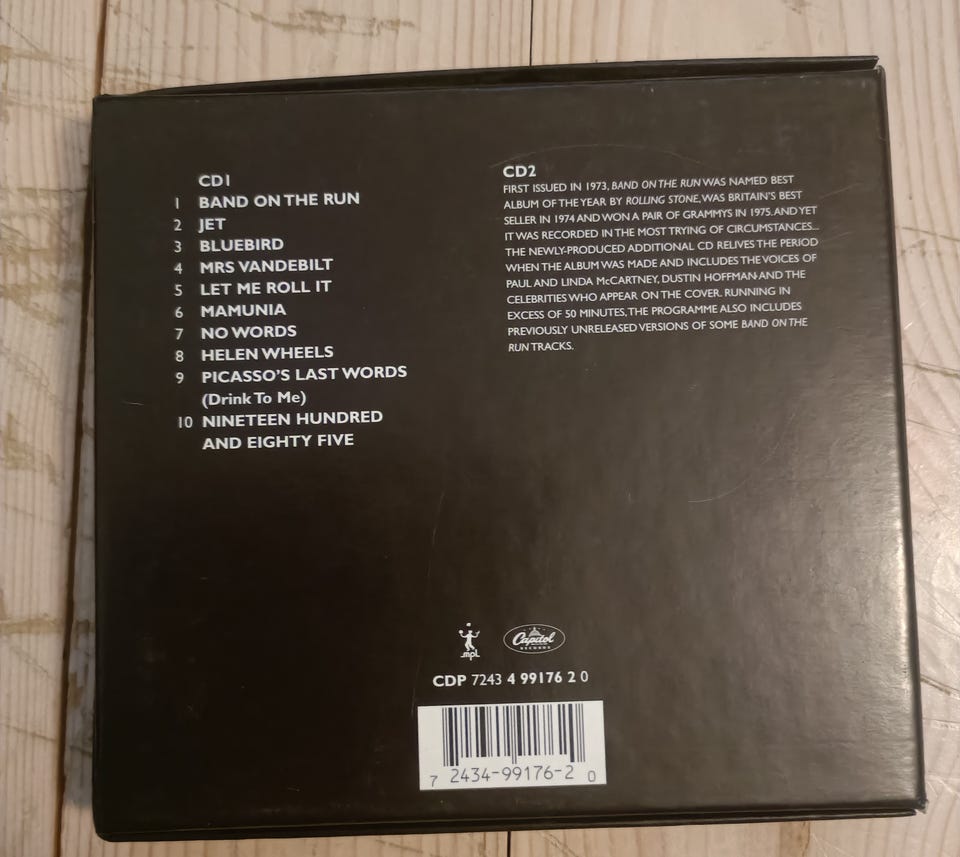 CD1
1 BAND ON THE RUN
2 JET
3 BLUEBIRD
4 MRS VANDEBILT
5 LET ME ROLL IT
6 MAMUNIA
7 NO WORDS
8 HELEN WHEELS
9 PICASSO'S LAST WORDS
(Drink To Me)
10 NINETEEN HUNDRED
AND EIGHTY FIVE
CD2
FIRST ISSUED IN 1973, BAND ON THE RUN WAS NAMED BEST
ALBUM OF THE YEAR BY ROLLING STONE, WAS BRITAIN'S BEST
SELLER IN 1974 AND WON A PAIR OF GRAMMYS IN 1975. AND YET
IT WAS RECORDED IN THE MOST TRYING OF CIRCUMSTANCES...
THE NEWLY-PRODUCED ADDITIONAL CD RELIVES THE PERIOD
WHEN THE ALBUM WAS MADE AND INCLUDES THE VOICES OF
PAUL AND LINDA McCARTNEY, DUSTIN HOFFMAN AND THE
CELEBRITIES WHO APPEAR ON THE COVER. RUNNING IN
EXCESS OF 50 MINUTES, THE PROGRAMME ALSO INCLUDES
PREVIOUSLY UNRELEASED VERSIONS OF SOME BAND ON THE
RUN TRACKS.
mpl
Capitol
RECORDS
CDP 7243 4 99176 2 0
7 2434-99176-2 0